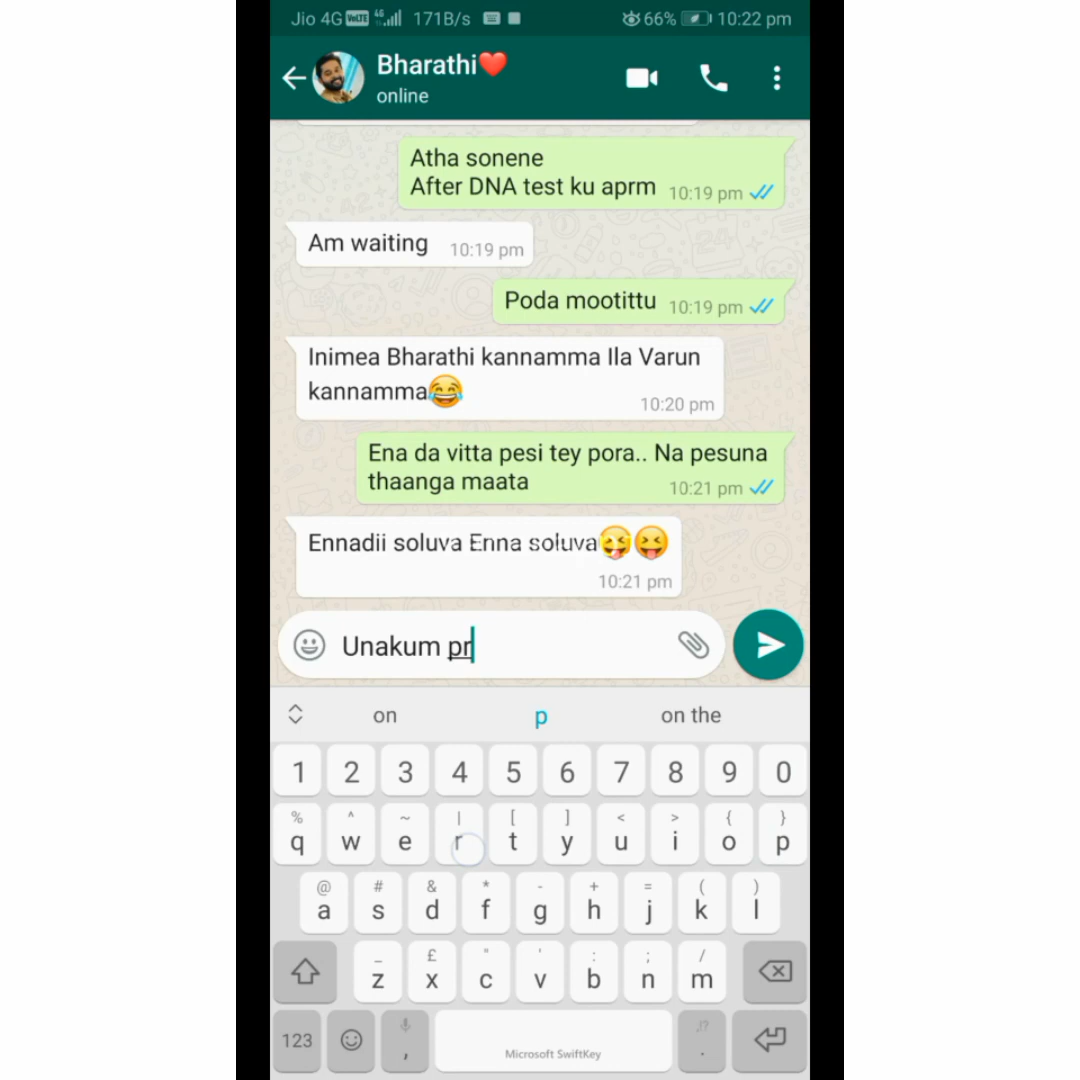 Jio 4G VoLTE 4G 171B/s 66% 10:22 pm
Bharathi❤️
online
Atha sonene
After DNA test ku aprm 10:19 pm
Am waiting 10:19 pm
Poda mootittu 10:19 pm
Inimea Bharathi kannamma Ila Varun
kannamma😂
10:20 pm
Ena da vitta pesi tey pora.. Na pesuna
thaanga maata
10:21 pm
Ennadii soluva Enna soluva😝😝
10:21 pm
Unakum pr
on p on the
1 2 3 4 5 6 7 8 9 0
% ^ ~ | [ ] < > { }
q w e r t y u i o p
@ # & * - + = ( )
a s d f g h j k l
_ £ " ' : ; /
z x c v b n m
123 , Microsoft SwiftKey !? .